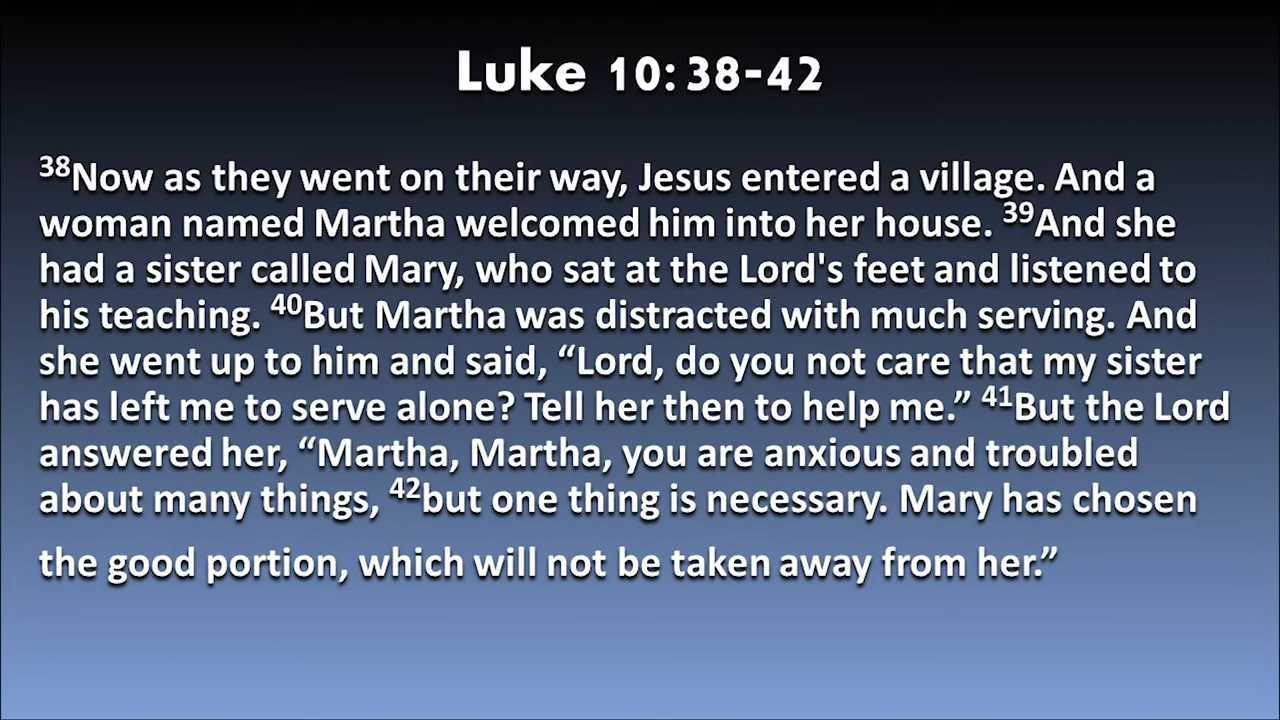 Luke 10:38-42
38Now as they went on their way, Jesus entered a village. And a
woman named Martha welcomed him into her house. 39And she
had a sister called Mary, who sat at the Lord's feet and listened to
his teaching. 40But Martha was distracted with much serving. And
she went up to him and said, “Lord, do you not care that my sister
has left me to serve alone? Tell her then to help me.” 41But the Lord
answered her, “Martha, Martha, you are anxious and troubled
about many things, 42but one thing is necessary. Mary has chosen
the good portion, which will not be taken away from her.”